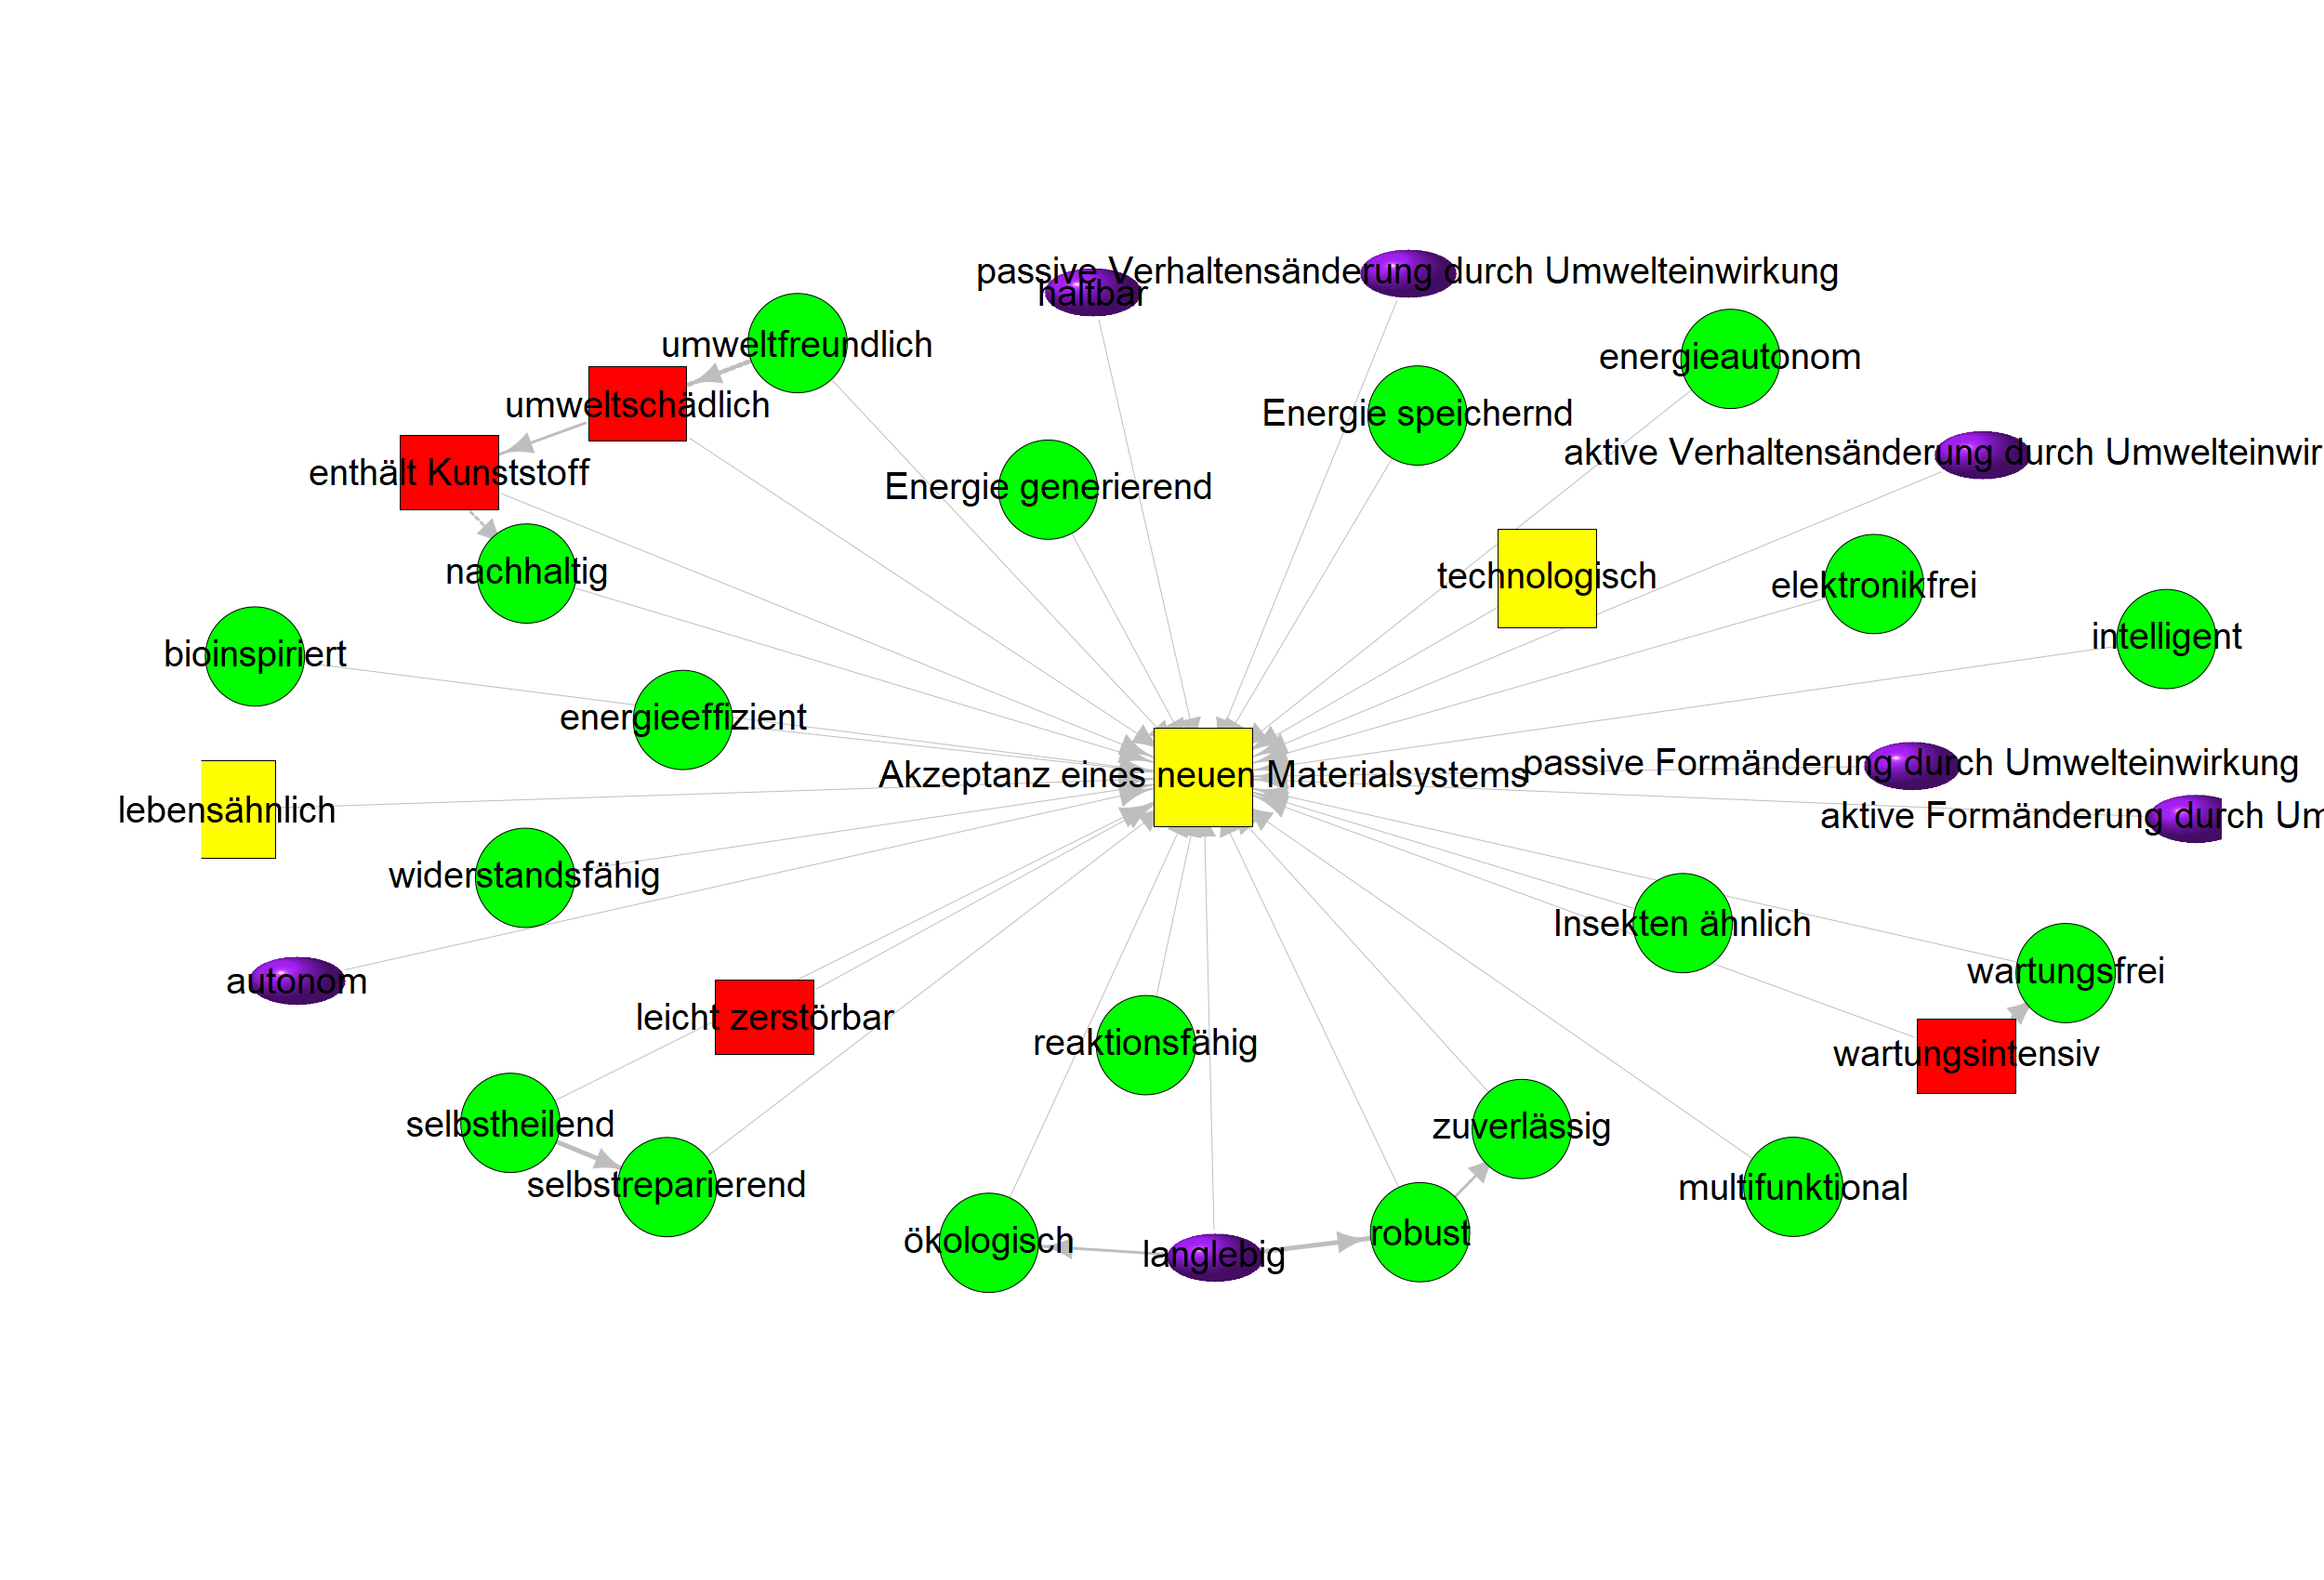 passive Verhaltensänderung durch Umwelteinwirkung
haltbar
umweltfreundlich
energieautonom
umweltschädlich
Energie speichernd
aktive Verhaltensänderung durch Umwelteinwir
enthält Kunststoff
Energie generierend
nachhaltig
technologisch
elektronikfrei
intelligent
bioinspiriert
energieeffizient
passive Formänderung durch Umwelteinwirkung
Akzeptanz eines neuen Materialsystems
lebensähnlich
aktive Formänderung durch Um
widerstandsfähig
Insekten ähnlich
wartungsfrei
autonom
leicht zerstörbar
reaktionsfähig
wartungsintensiv
selbstheilend
zuverlässig
selbstreparierend
multifunktional
ökologisch
langlebig
robust